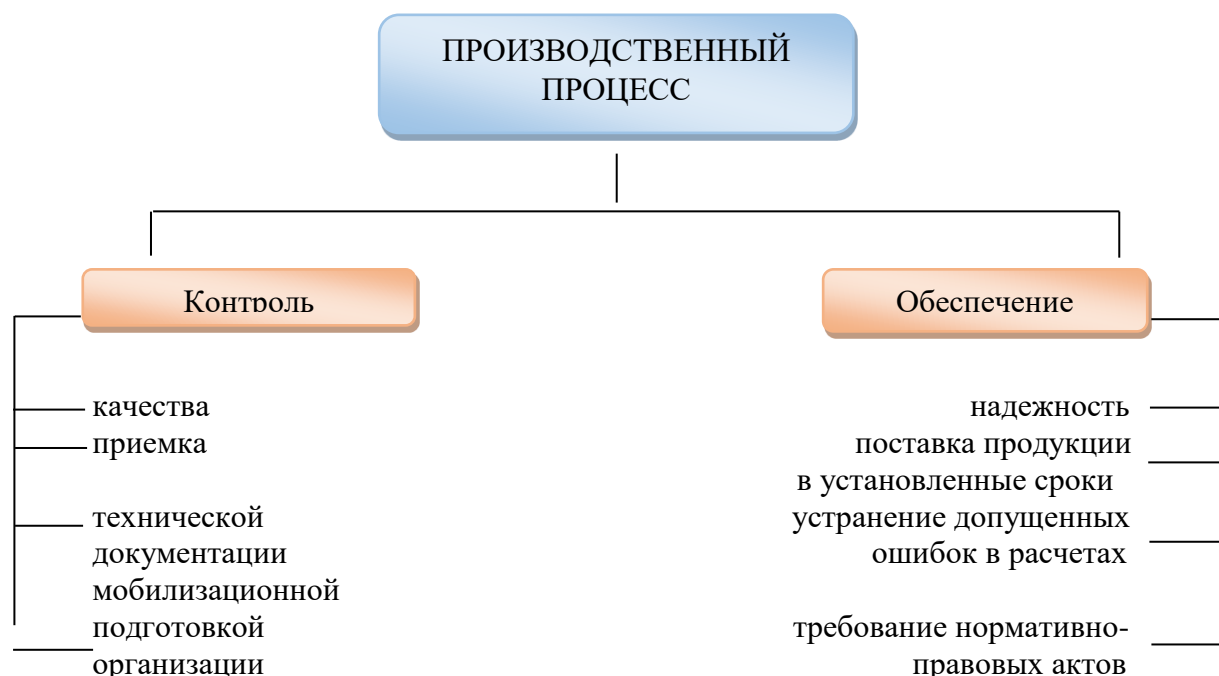 ПРОИЗВОДСТВЕННЫЙ
ПРОЦЕСС
Контроль
Обеспечение
качества
приемка
технической
документации
мобилизационной
подготовкой
организации
надежность
поставка продукции
в установленные сроки
устранение допущенных
ошибок в расчетах
требование нормативно-
правовых актов